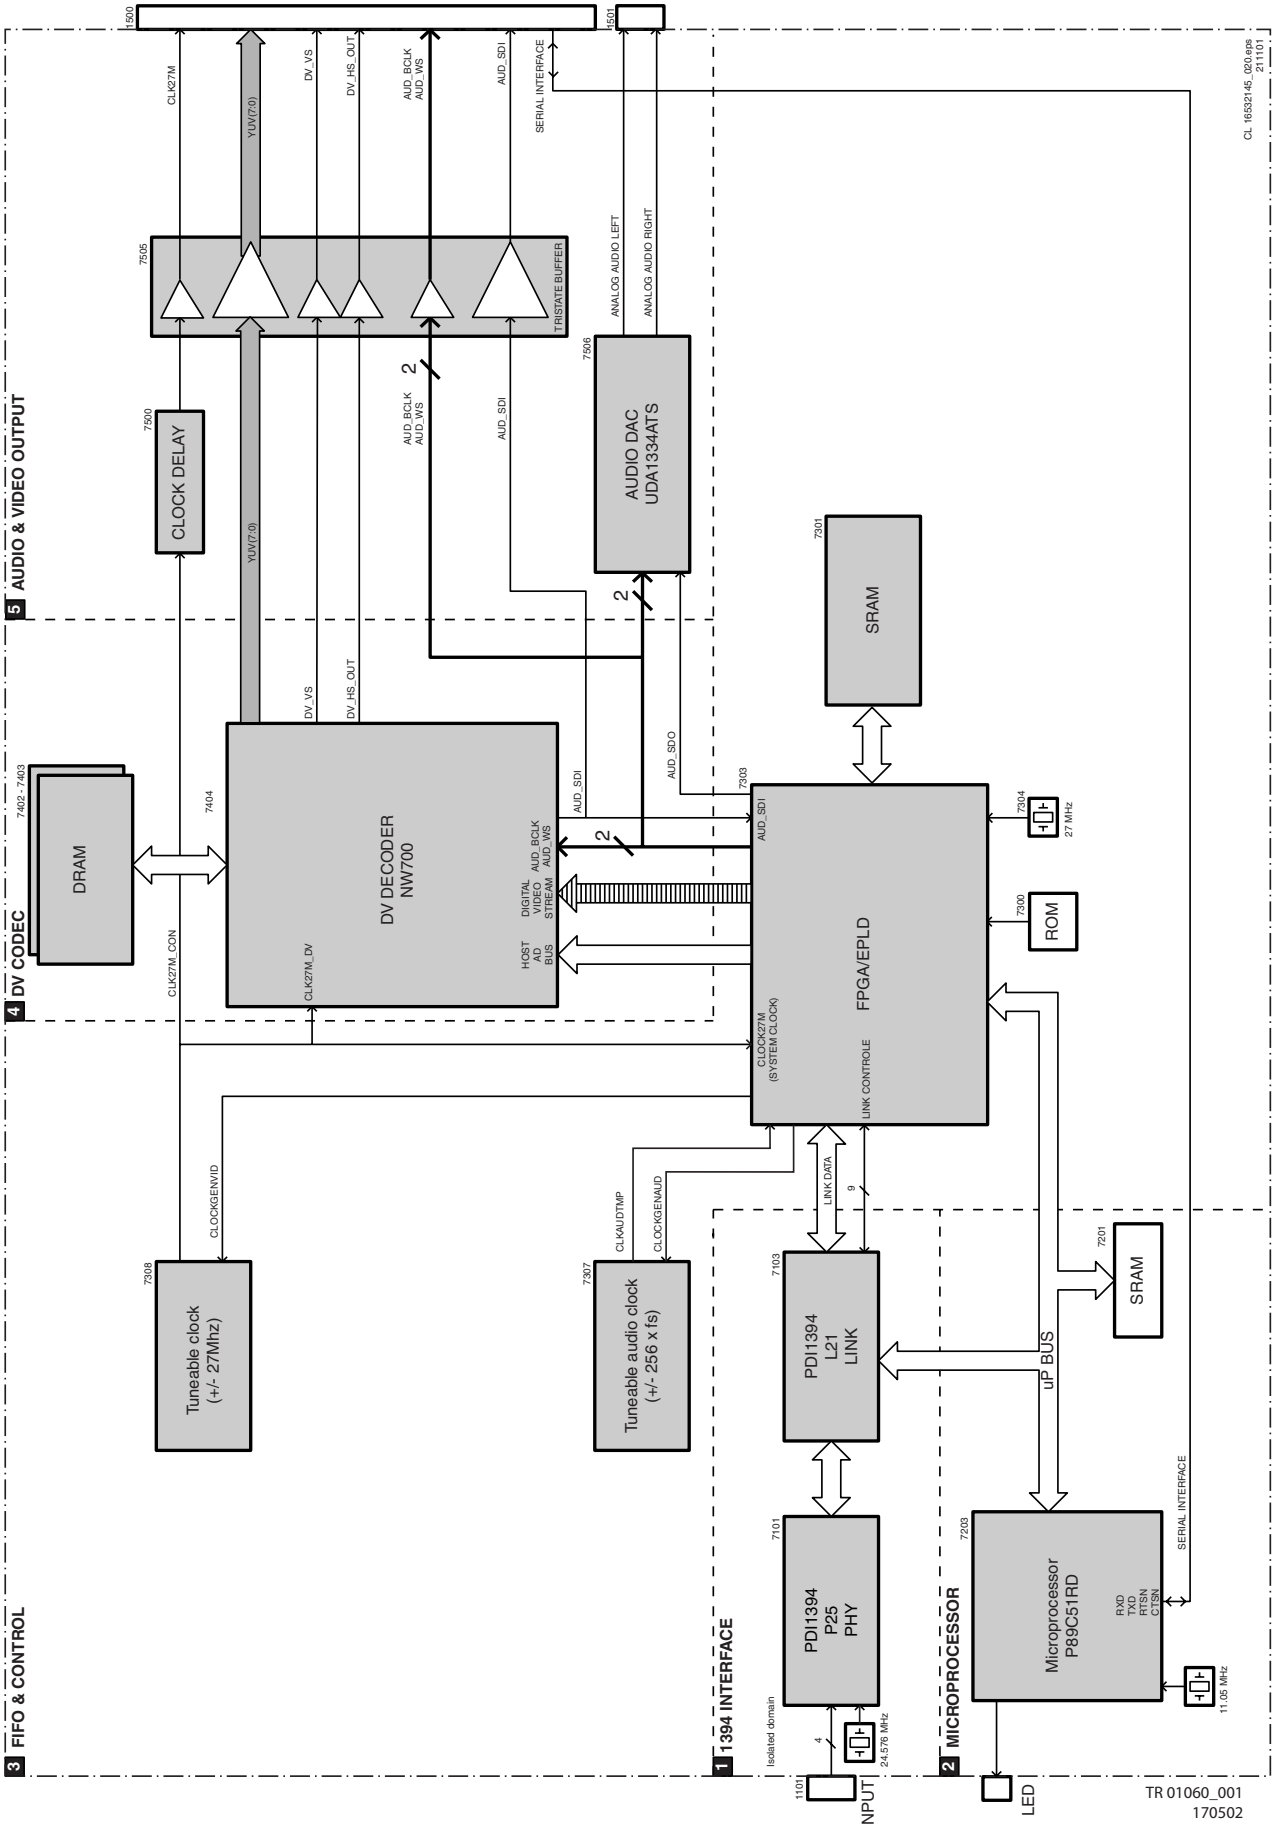 3 FIFO & CONTROL
4 DV CODEC
5 AUDIO & VIDEO OUTPUT
7308
Tuneable clock
(+/- 27Mhz)
CLOCKGENVID
CLK27M_CON
7402 - 7403
DRAM
7404
DV DECODER
NW700
CLK27M_DV
HOST
AD
BUS
DIGITAL
VIDEO
STREAM
AUD_BCLK
AUD_WS
DV_VS
DV_HS_OUT
YUV(7:0)
7500
CLOCK DELAY
7505
TRISTATE BUFFER
CLK27M
YUV(7:0)
DV_VS
DV_HS_OUT
AUD_BCLK
AUD_WS
AUD_SDI
SERIAL INTERFACE
1500
1501
AUD_BCLK
AUD_WS
2
AUD_SDI
7506
AUDIO DAC
UDA1334ATS
ANALOG AUDIO LEFT
ANALOG AUDIO RIGHT
2
AUD_SDI
2
AUD_SDO
7307
Tuneable audio clock
(+/- 256 x fs)
CLKAUDTMP
CLOCKGENAUD
7303
AUD_SDI
FPGA/EPLD
CLOCK27M
(SYSTEM CLOCK)
LINK CONTROLE
LINK DATA
9
7301
SRAM
7304
27 MHz
7300
ROM
1 1394 INTERFACE
Isolated domain
1101
NPUT
4
24.576 MHz
7101
PDI1394
P25
PHY
7103
PDI1394
L21
LINK
2 MICROPROCESSOR
7203
Microprocessor
P89C51RD
RXD
TXD
RTSN
CTSN
LED
11.05 MHz
uP BUS
7201
SRAM
SERIAL INTERFACE
CL 16532145_020.eps
211101
TR 01060_001
170502